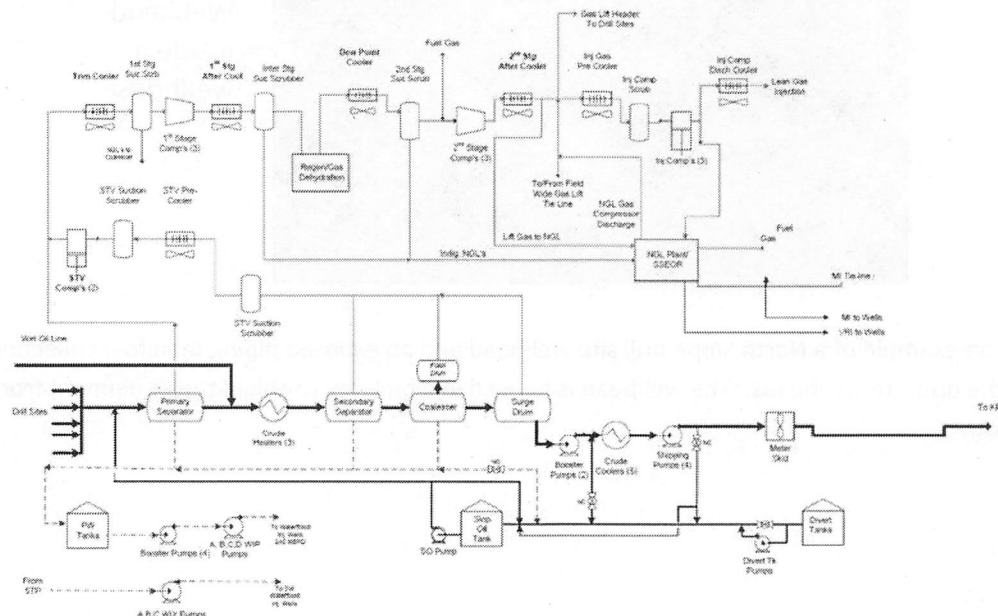 Gas Lift Header
To Drill Sites
Fuel Gas
Trim Cooler
1st Stg
Suc Scrb
1st Stg
After Cool
Inter Stg
Suc Scrubber
Dew Point
Cooler
2nd Stg
Suc Scrub
2nd Stg
After Cooler
Inj Gas
Pre Cooler
Inj Comp
Scrub
Inj Comp
Disch Cooler
Lean Gas
Injection
1st Stage
Comp's (3)
2nd Stage
Comp's (3)
Inj Comp's (3)
Regen/Gas
Dehydration
STV Suction
Scrubber
STV Pre-
Cooler
To/From Field
Wide Gas Lift
Tie Line
NGL Gas
Compressor
Discharge
Lift Gas to NGL
Indig. NGL's
NGL Plant/
SSEOR
Fuel
Gas
MI Tie-line
MI to Wells
VRI to Wells
STV
Comp's (2)
STV Suction
Scrubber
Drill Sites
Primary
Separator
Crude
Heaters (3)
Secondary
Separator
Coalescer
Surge
Drum
Booster
Pumps (2)
Crude
Coolers (5)
Shipping
Pumps (4)
NC
Meter
Skid
NC
NC
PW
Tanks
Booster Pumps (4)
A, B,C,D WIP
Pumps
SO Pump
Slop
Oil
Tank
Divert
Tanks
Divert Tk
Pumps
From
STP